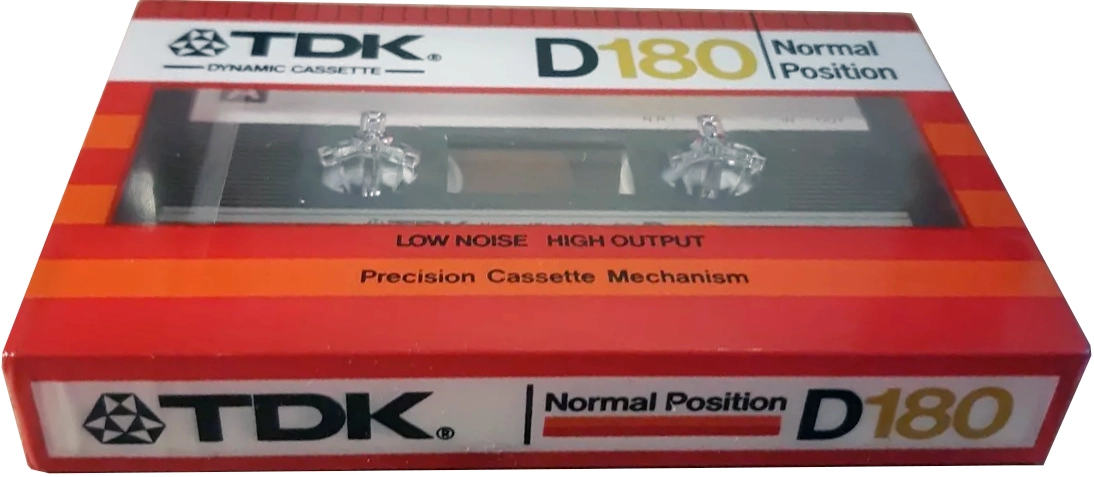 TDK®
DYNAMIC CASSETTE
D180
Normal
Position
LOW NOISE HIGH OUTPUT
Precision Cassette Mechanism
TDK®
Normal Position
D180